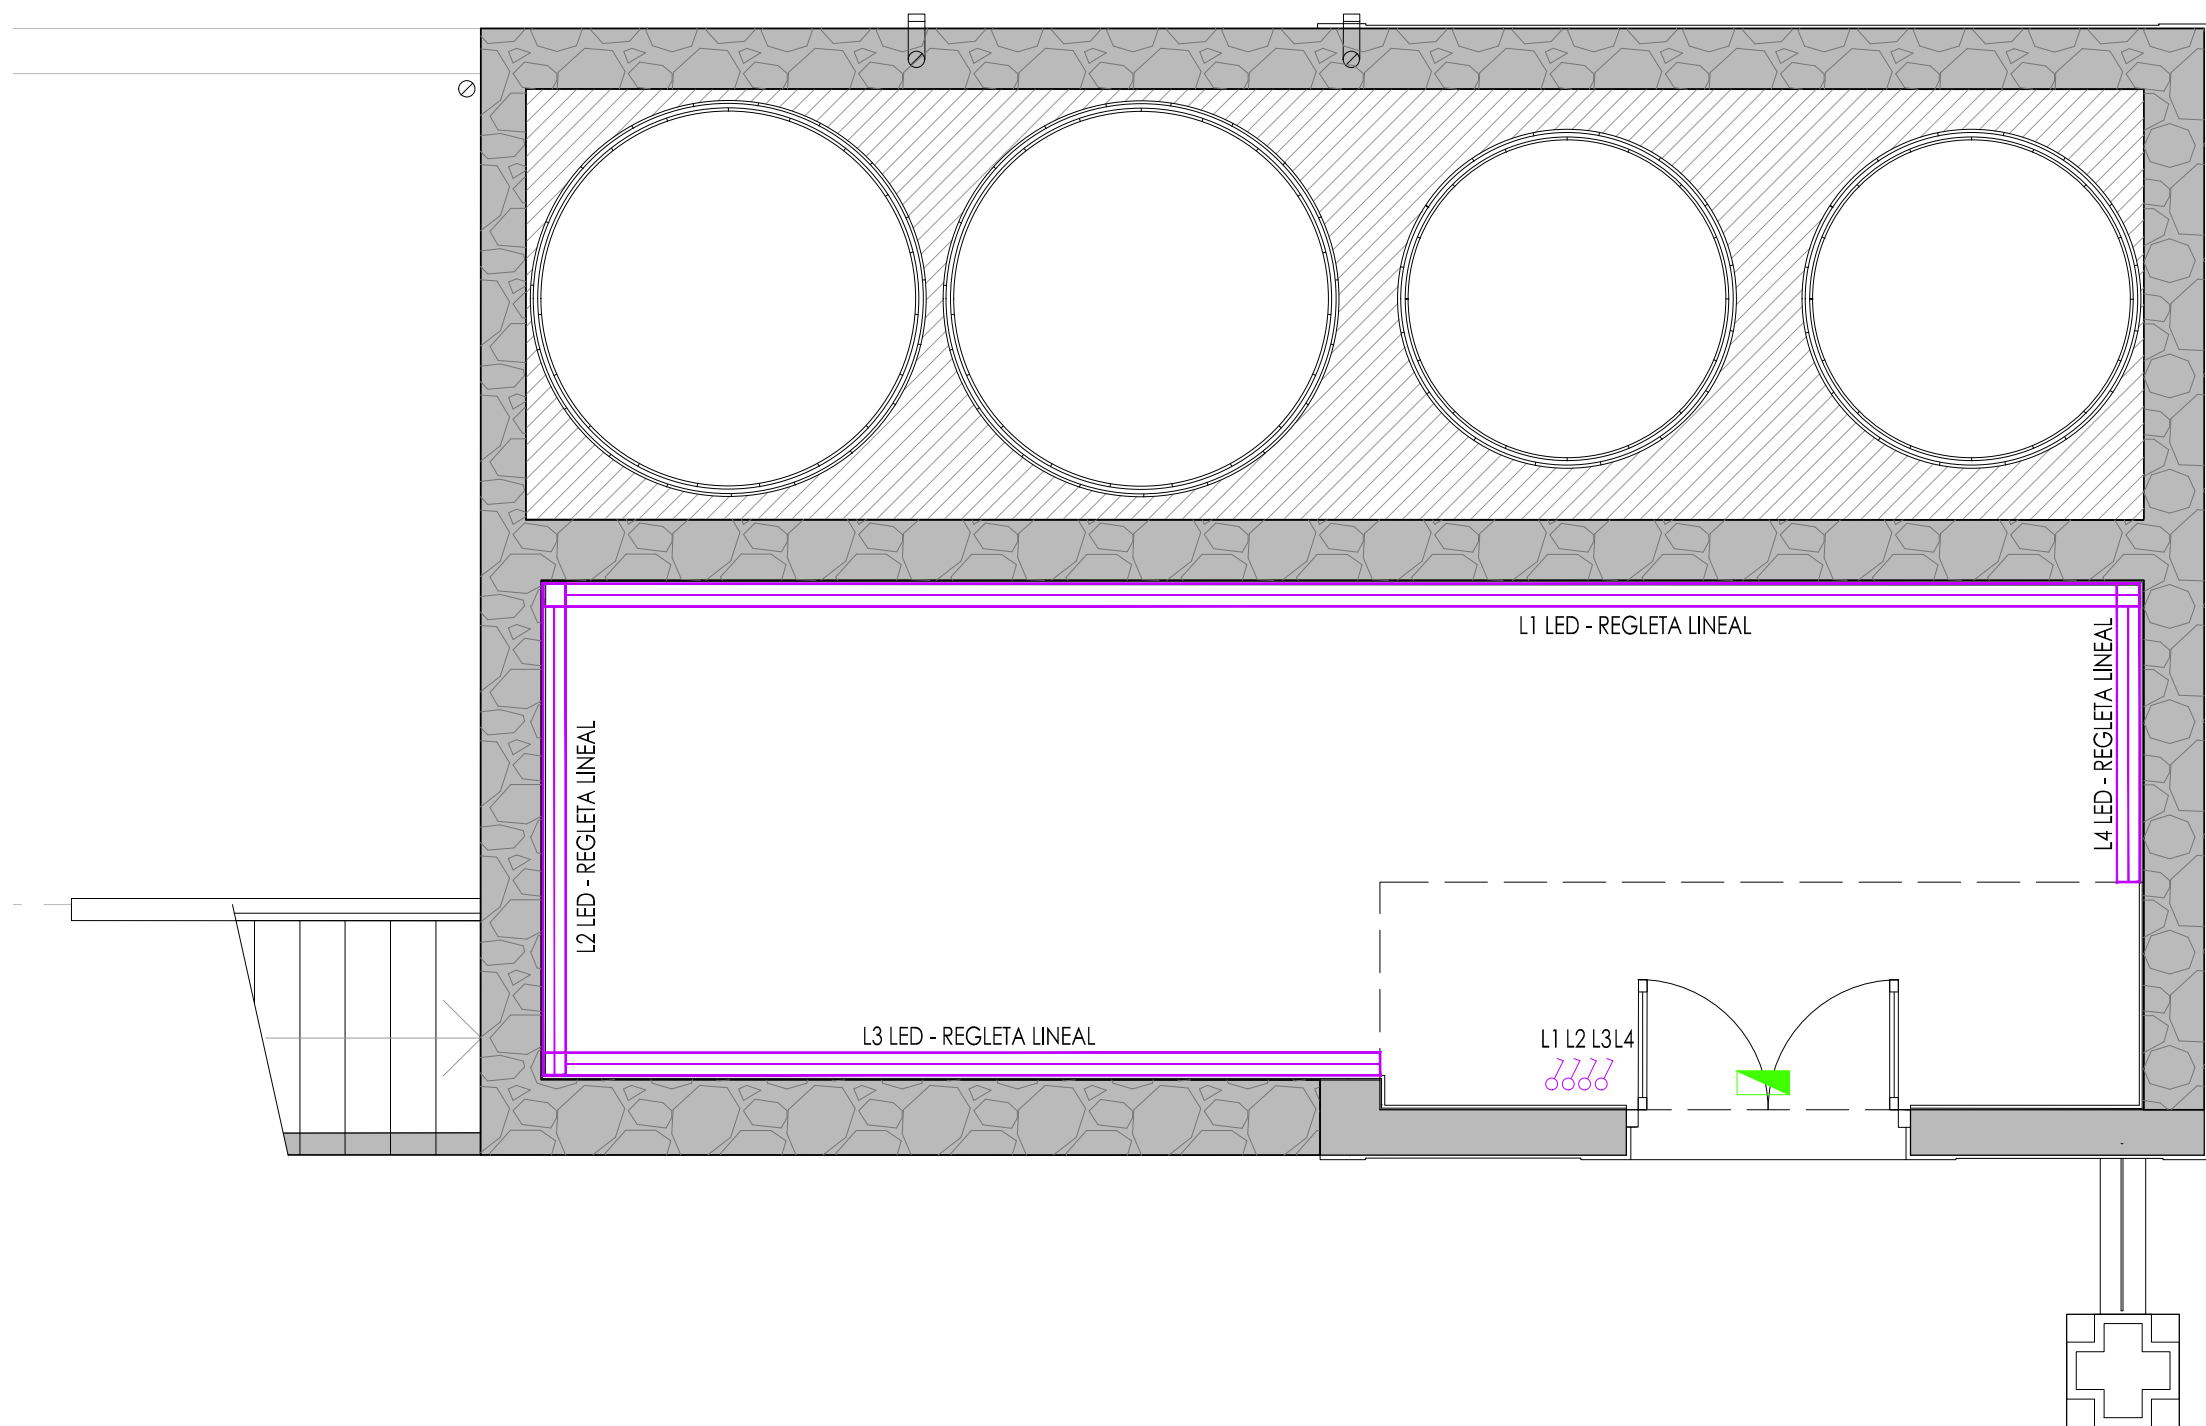 L1 LED - REGLETA LINEAL
L4 LED - REGLETA LINEAL
L2 LED - REGLETA LINEAL
L3 LED - REGLETA LINEAL
L1 L2 L3 L4